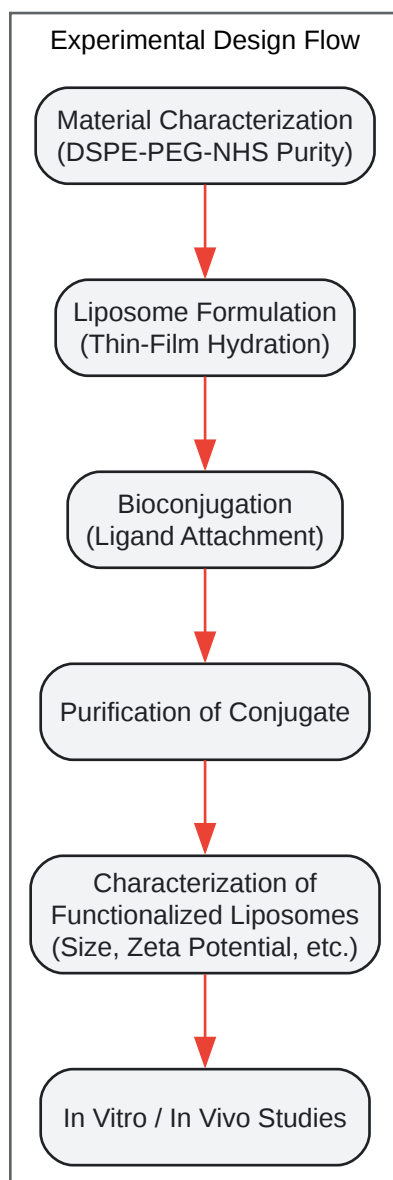 Experimental Design Flow
Material Characterization
(DSPE-PEG-NHS Purity)
Liposome Formulation
(Thin-Film Hydration)
Bioconjugation
(Ligand Attachment)
Purification of Conjugate
Characterization of
Functionalized Liposomes
(Size, Zeta Potential, etc.)
In Vitro / In Vivo Studies